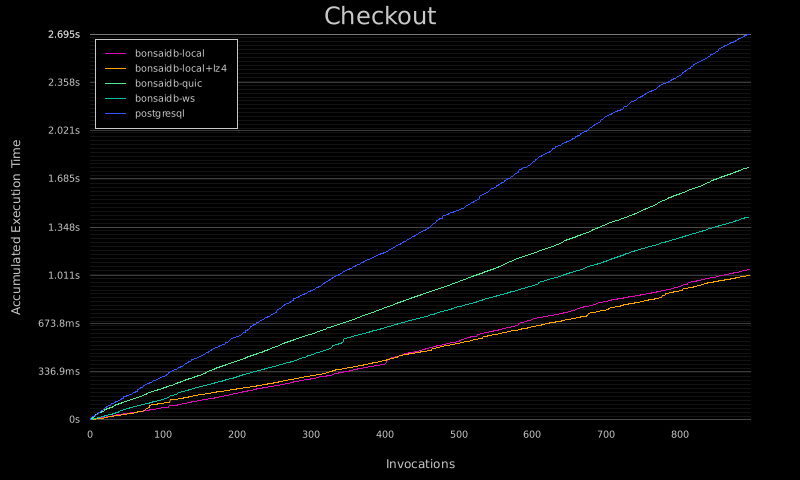 Checkout
2.695s
bonsaidb-local
bonsaidb-local+lz4
bonsaidb-quic
bonsaidb-ws
postgresql
2.358s
2.021s
1.685s
1.348s
1.011s
673.8ms
336.9ms
0s
Accumulated Execution Time
0 100 200 300 400 500 600 700 800
Invocations